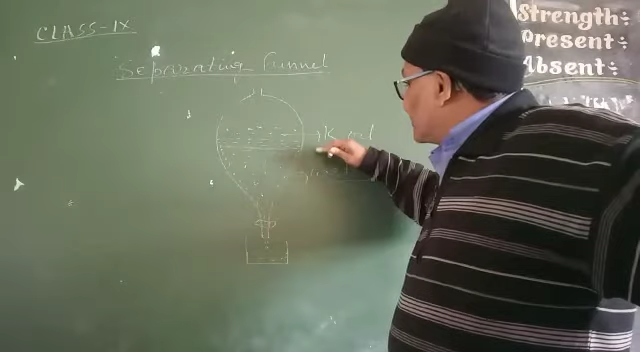 CLASS-IX
Separating Funnel
Strength:
Present:
Absent: